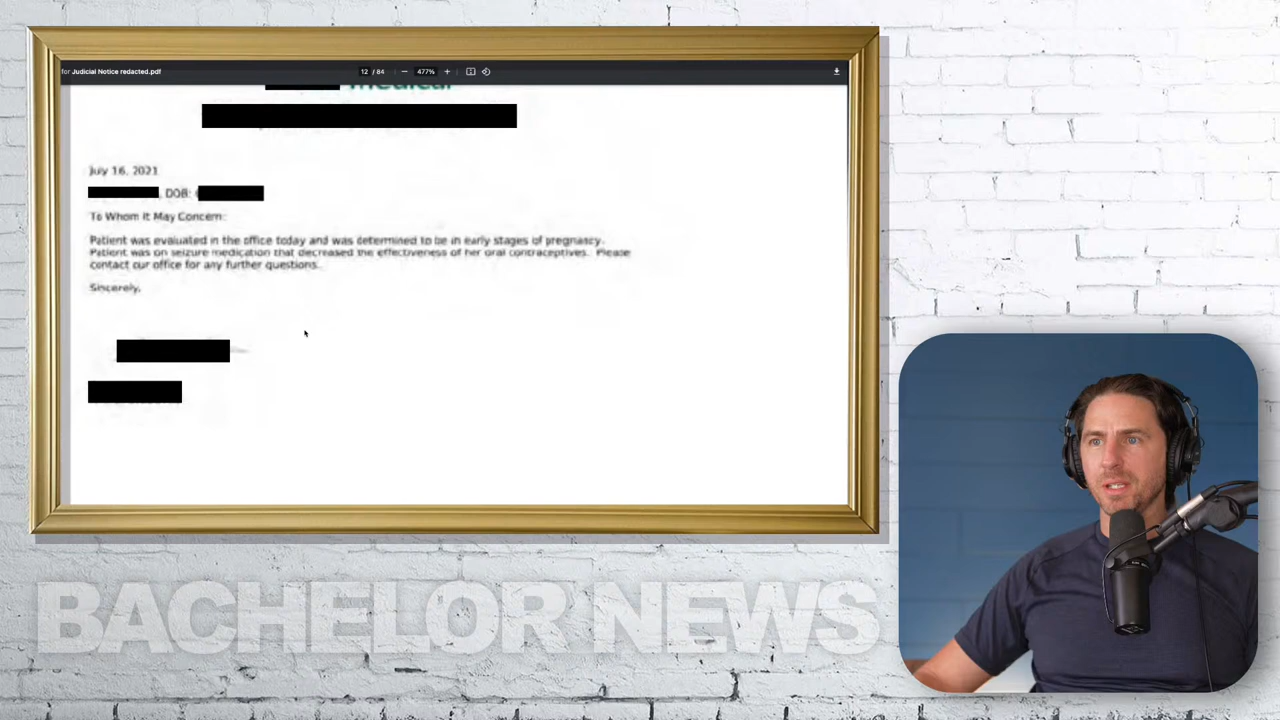 for Judicial Notice redacted.pdf
12 / 84
477%
medical
July 16, 2021
DOB:
To Whom It May Concern:
Patient was evaluated in the office today and was determined to be in early stages of pregnancy.
Patient was on seizure medication that decreased the effectiveness of her oral contraceptives. Please
contact our office for any further questions.
Sincerely,
BACHELOR NEWS